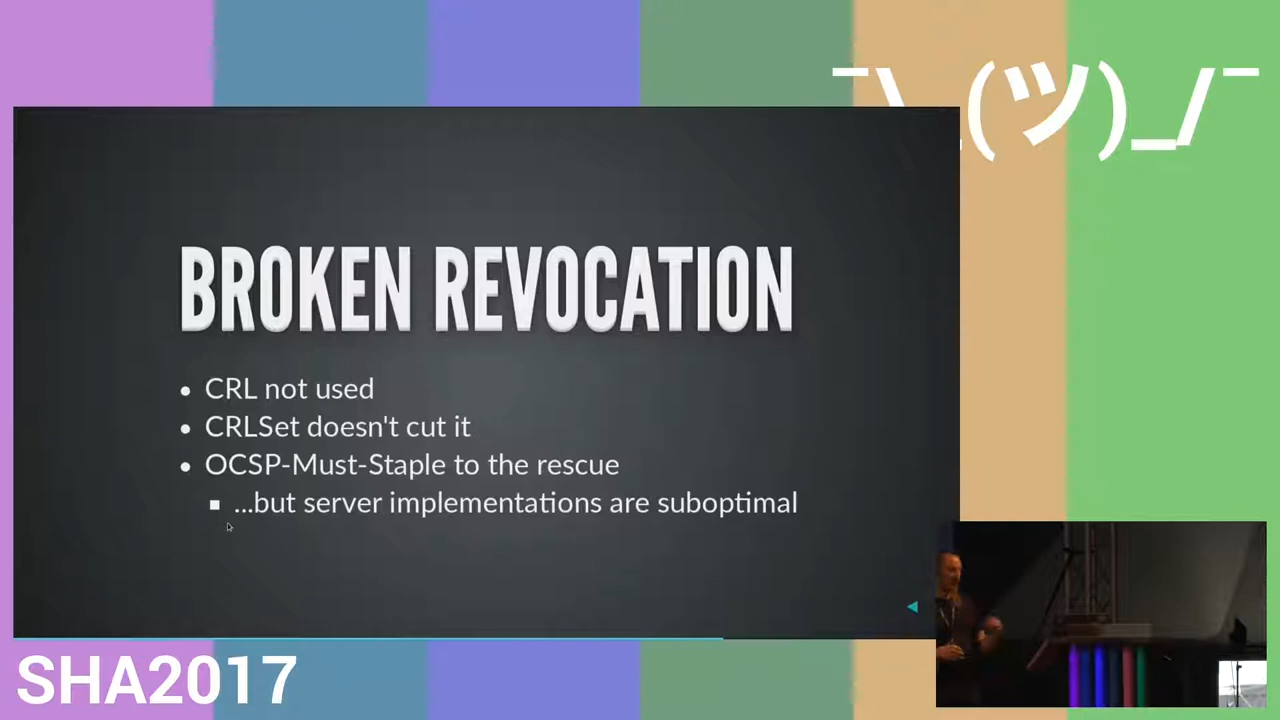 ¯\_(ツ)_/¯
BROKEN REVOCATION
• CRL not used
• CRLSet doesn't cut it
• OCSP-Must-Staple to the rescue
▪ ...but server implementations are suboptimal
SHA2017